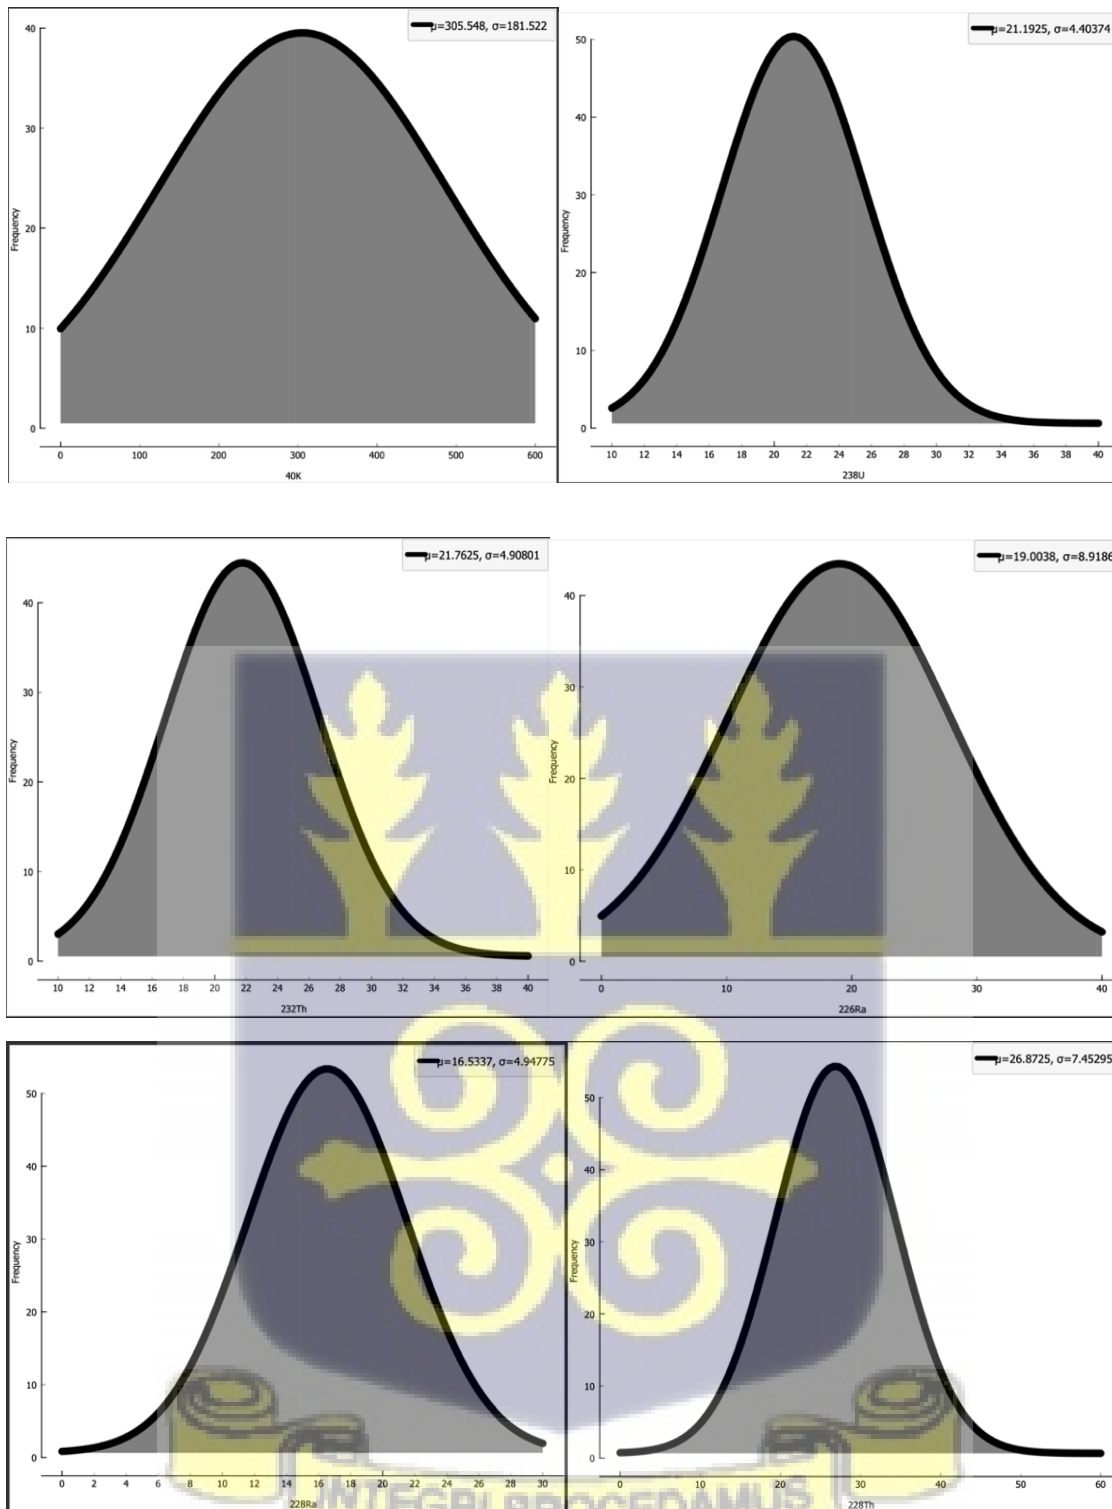 μ=305.548, σ=181.522
40
30
20
10
0
Frequency
0 100 200 300 400 500 600
40K
μ=21.1925, σ=4.40374
50
40
30
20
10
0
Frequency
10 12 14 16 18 20 22 24 26 28 30 32 34 36 38 40
238U
μ=21.7625, σ=4.90801
40
30
20
10
0
Frequency
10 12 14 16 18 20 22 24 26 28 30 32 34 36 38 40
232Th
μ=19.0038, σ=8.9186
40
30
20
10
0
Frequency
0 10 20 30 40
226Ra
μ=16.5337, σ=4.94775
50
40
30
20
10
0
Frequency
0 2 4 6 8 10 12 14 16 18 20 22 24 26 28 30
228Ra
μ=26.8725, σ=7.45295
50
40
30
20
10
0
Frequency
0 10 20 30 40 50 60
228Th
INTEGRI PROCEDAMUS